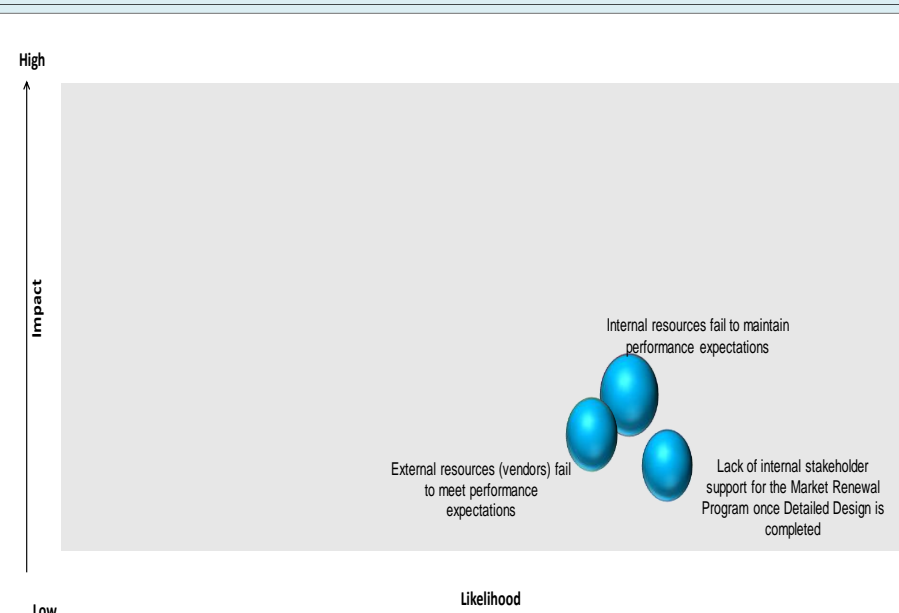 High
Impact
Internal resources fail to maintain
performance expectations
External resources (vendors) fail
to meet performance
expectations
Lack of internal stakeholder
support for the Market Renewal
Program once Detailed Design is
completed
Likelihood
Low